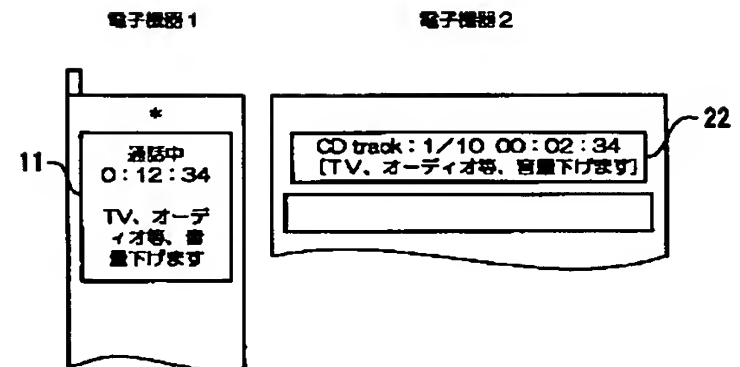 電子機器1
電子機器2
*
通話中
0:12:34
TV、オーデ
ィオ等、音
量下げます
11
CD track:1/10 00:02:34
[TV、オーディオ等、音量下げます]
22